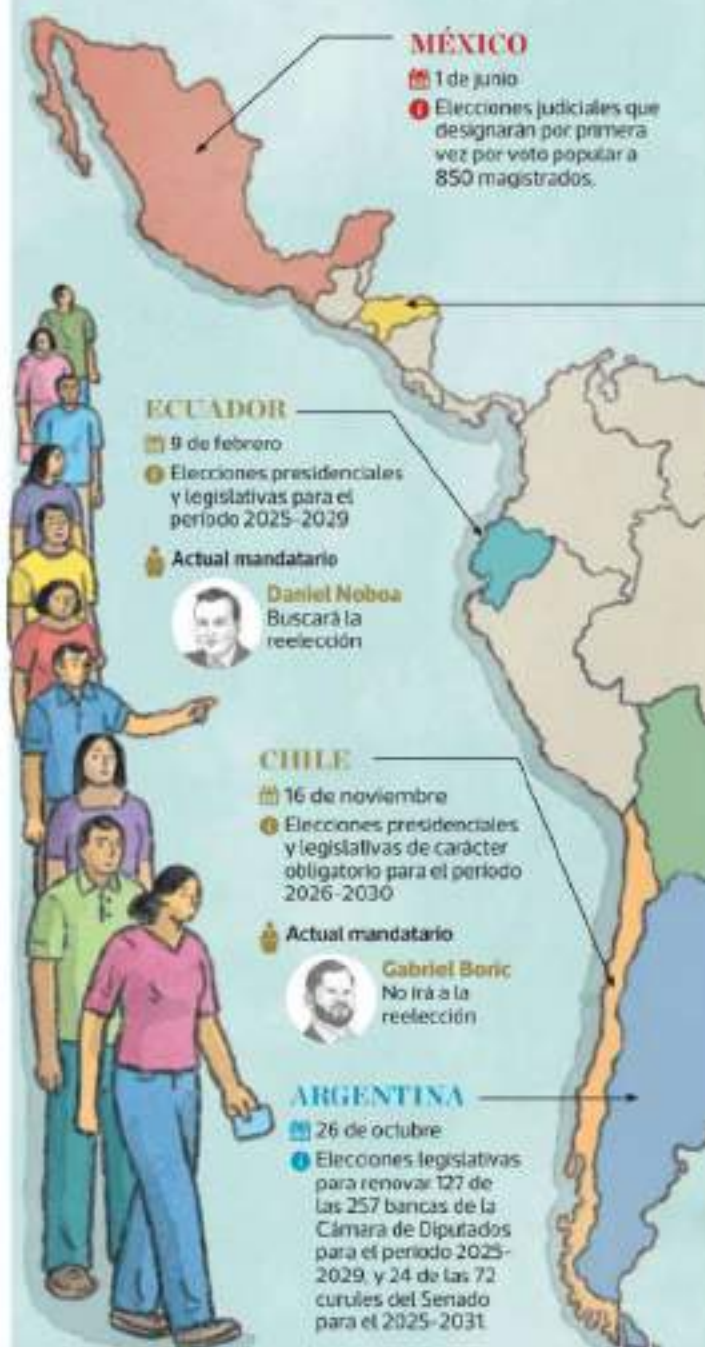 MÉXICO
1 de junio
Elecciones judiciales que
designarán por primera
vez por voto popular a
850 magistrados.
ECUADOR
9 de febrero
Elecciones presidenciales
y legislativas para el
período 2025-2029
Actual mandatario
Daniel Noboa
Buscará la
reelección
CHILE
16 de noviembre
Elecciones presidenciales
y legislativas de carácter
obligatorio para el período
2026-2030
Actual mandatario
Gabriel Boric
No irá a la
reelección
ARGENTINA
26 de octubre
Elecciones legislativas
para renovar 127 de
las 257 bancas de la
Cámara de Diputados
para el período 2025-
2029, y 24 de las 72
curules del Senado
para el 2025-2031